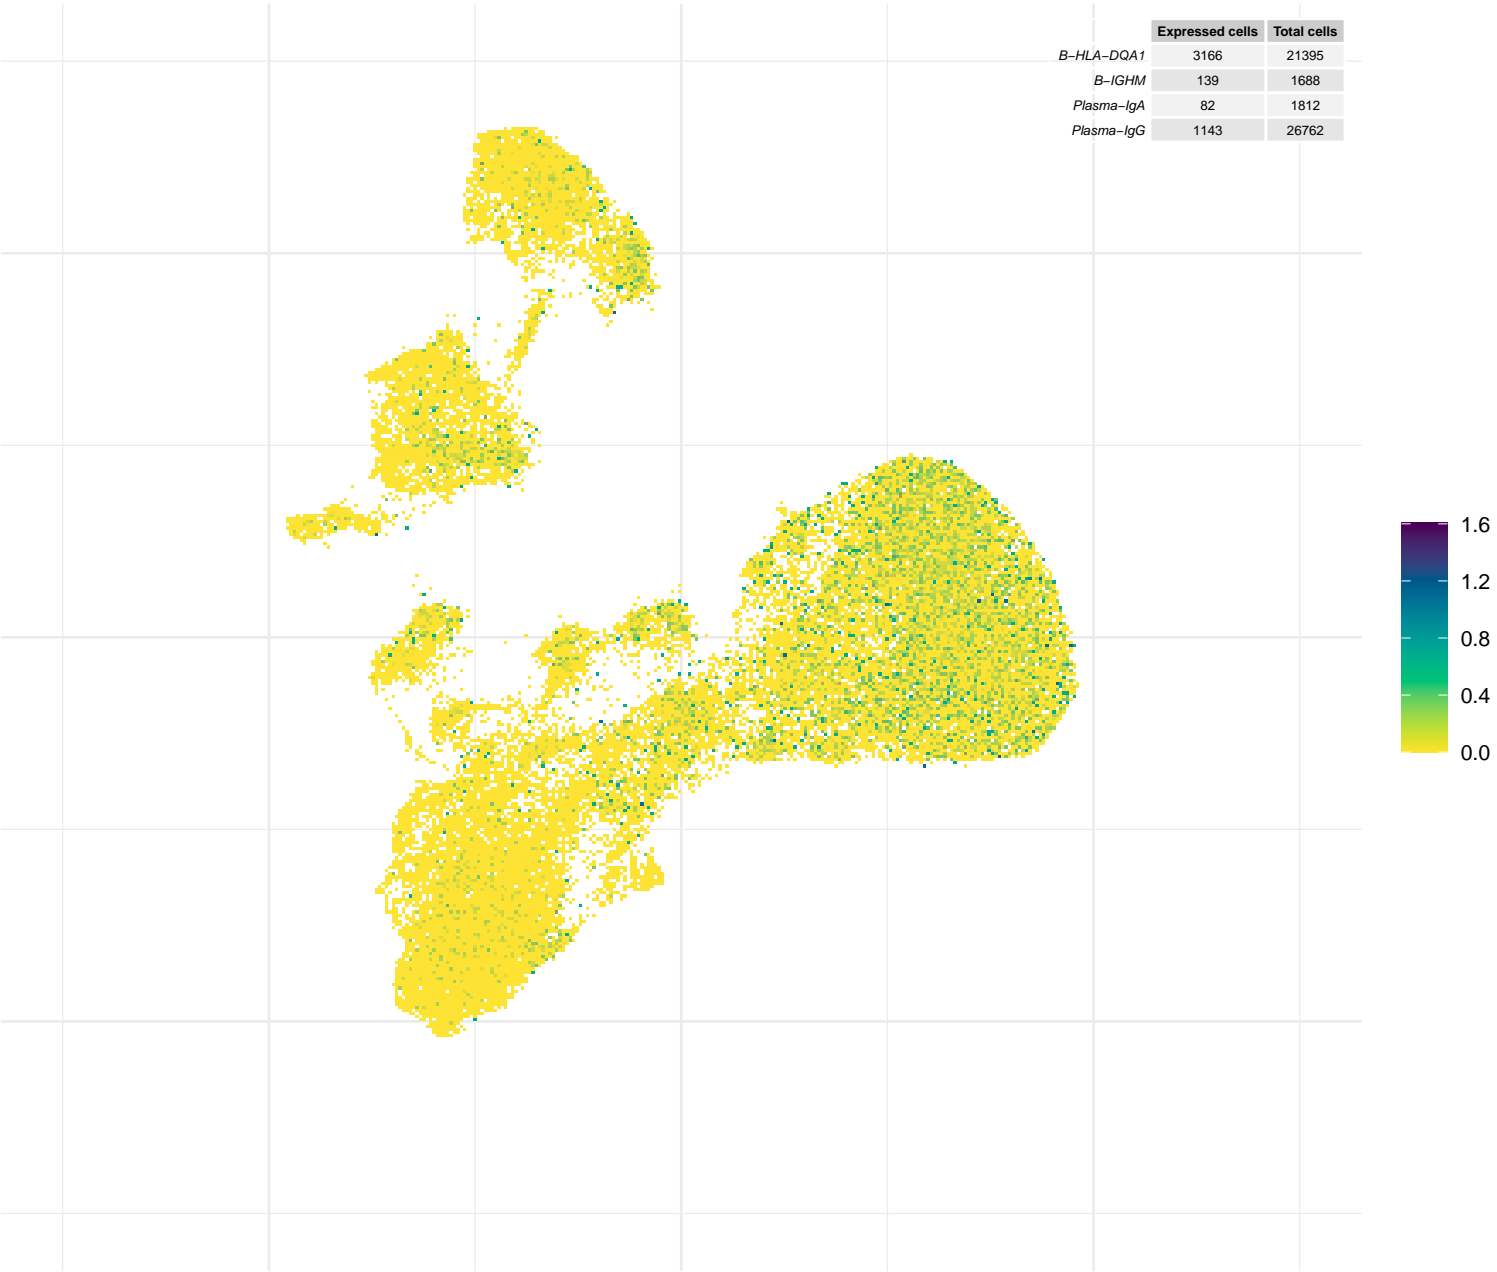 Expressed cells Total cells
B−HLA−DQA1 3166 21395
B−IGHM 139 1688
Plasma−IgA 82 1812
Plasma−IgG 1143 26762
1.6
1.2
0.8
0.4
0.0